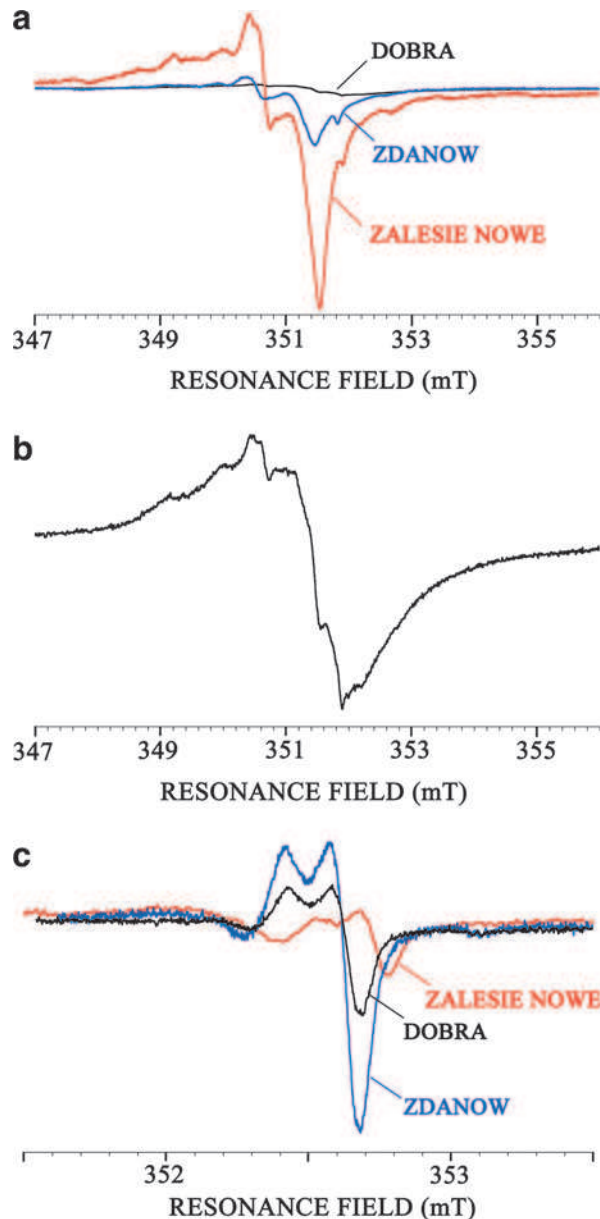 a
DOBRA
ZDANOW
ZALESIE NOWE
347 349 351 353 355
RESONANCE FIELD (mT)
b
347 349 351 353 355
RESONANCE FIELD (mT)
c
ZALESIE NOWE
DOBRA
ZDANOW
352 353
RESONANCE FIELD (mT)